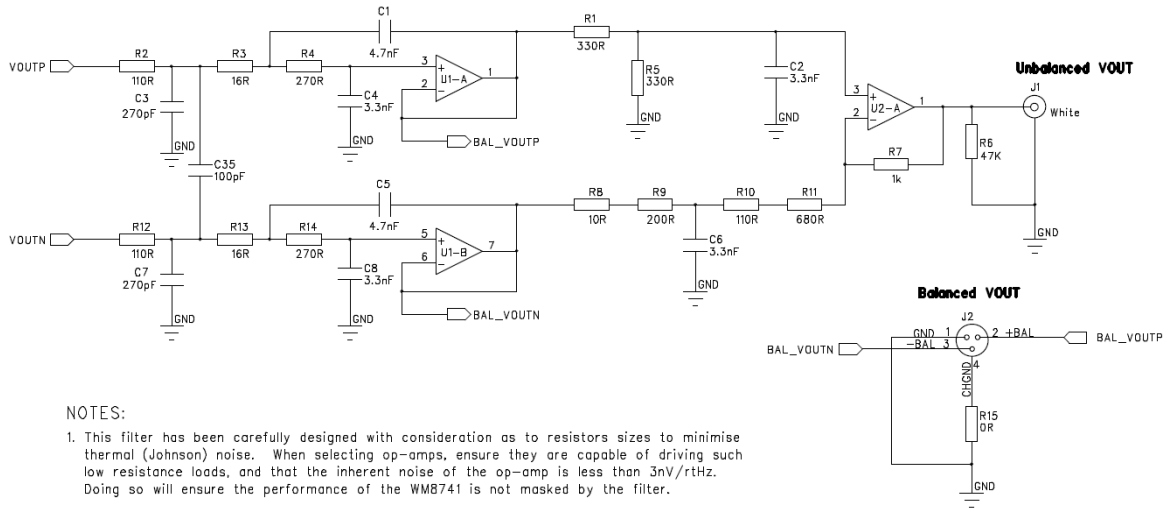 C1
4.7nF
R1
330R
VOUTP
R2
110R
R3
16R
R4
270R
3
2
1
+
−
U1-A
C3
270pF
GND
C4
3.3nF
GND
BAL_VOUTP
R5
330R
GND
C2
3.3nF
GND
3
2
1
+
−
U2-A
Unbalanced VOUT
J1
White
R6
47K
R7
1k
GND
C35
100pF
C5
4.7nF
VOUTN
R12
110R
R13
16R
R14
270R
5
6
7
+
−
U1-B
C7
270pF
GND
C8
3.3nF
GND
BAL_VOUTN
R8
10R
R9
200R
R10
110R
R11
680R
C6
3.3nF
GND
Balanced VOUT
J2
GND 1
2 +BAL
BAL_VOUTP
BAL_VOUTN
-BAL 3
4
CHGND
R15
0R
GND
NOTES:
1. This filter has been carefully designed with consideration as to resistors sizes to minimise
thermal (Johnson) noise. When selecting op-amps, ensure they are capable of driving such
low resistance loads, and that the inherent noise of the op-amp is less than 3nV/rtHz.
Doing so will ensure the performance of the WM8741 is not masked by the filter.